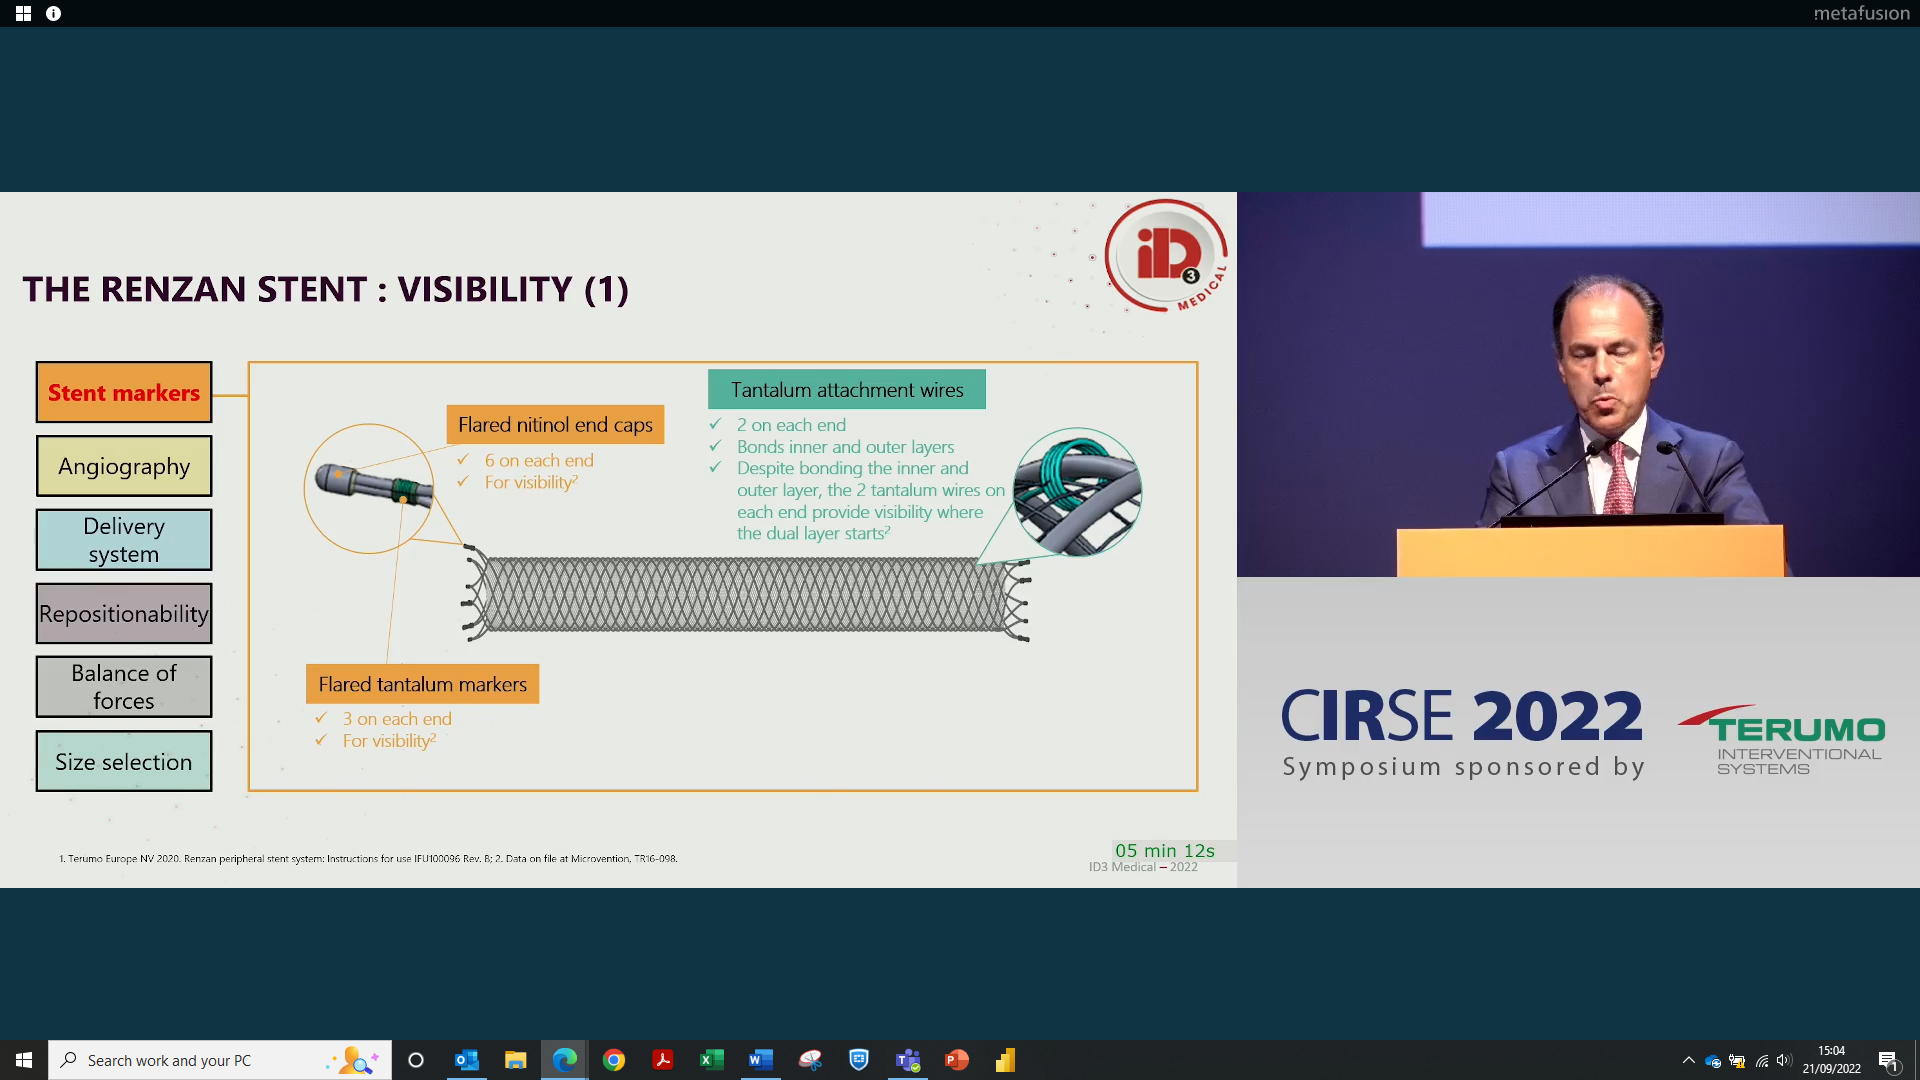 metafusion
THE RENZAN STENT : VISIBILITY (1)
iD
3
MEDICAL
Stent markers
Angiography
Delivery
system
Repositionability
Balance of
forces
Size selection
Flared nitinol end caps
✓ 6 on each end
✓ For visibility²
Tantalum attachment wires
✓ 2 on each end
✓ Bonds inner and outer layers
✓ Despite bonding the inner and
outer layer, the 2 tantalum wires on
each end provide visibility where
the dual layer starts²
Flared tantalum markers
✓ 3 on each end
✓ For visibility²
1. Terumo Europe NV 2020. Renzan peripheral stent system: Instructions for use IFU100096 Rev. B; 2. Data on file at Microvention, TR16-098.
05 min 12s
ID3 Medical – 2022
CIRSE 2022
Symposium sponsored by
TERUMO
INTERVENTIONAL
SYSTEMS
Search work and your PC
15:04
21/09/2022
1